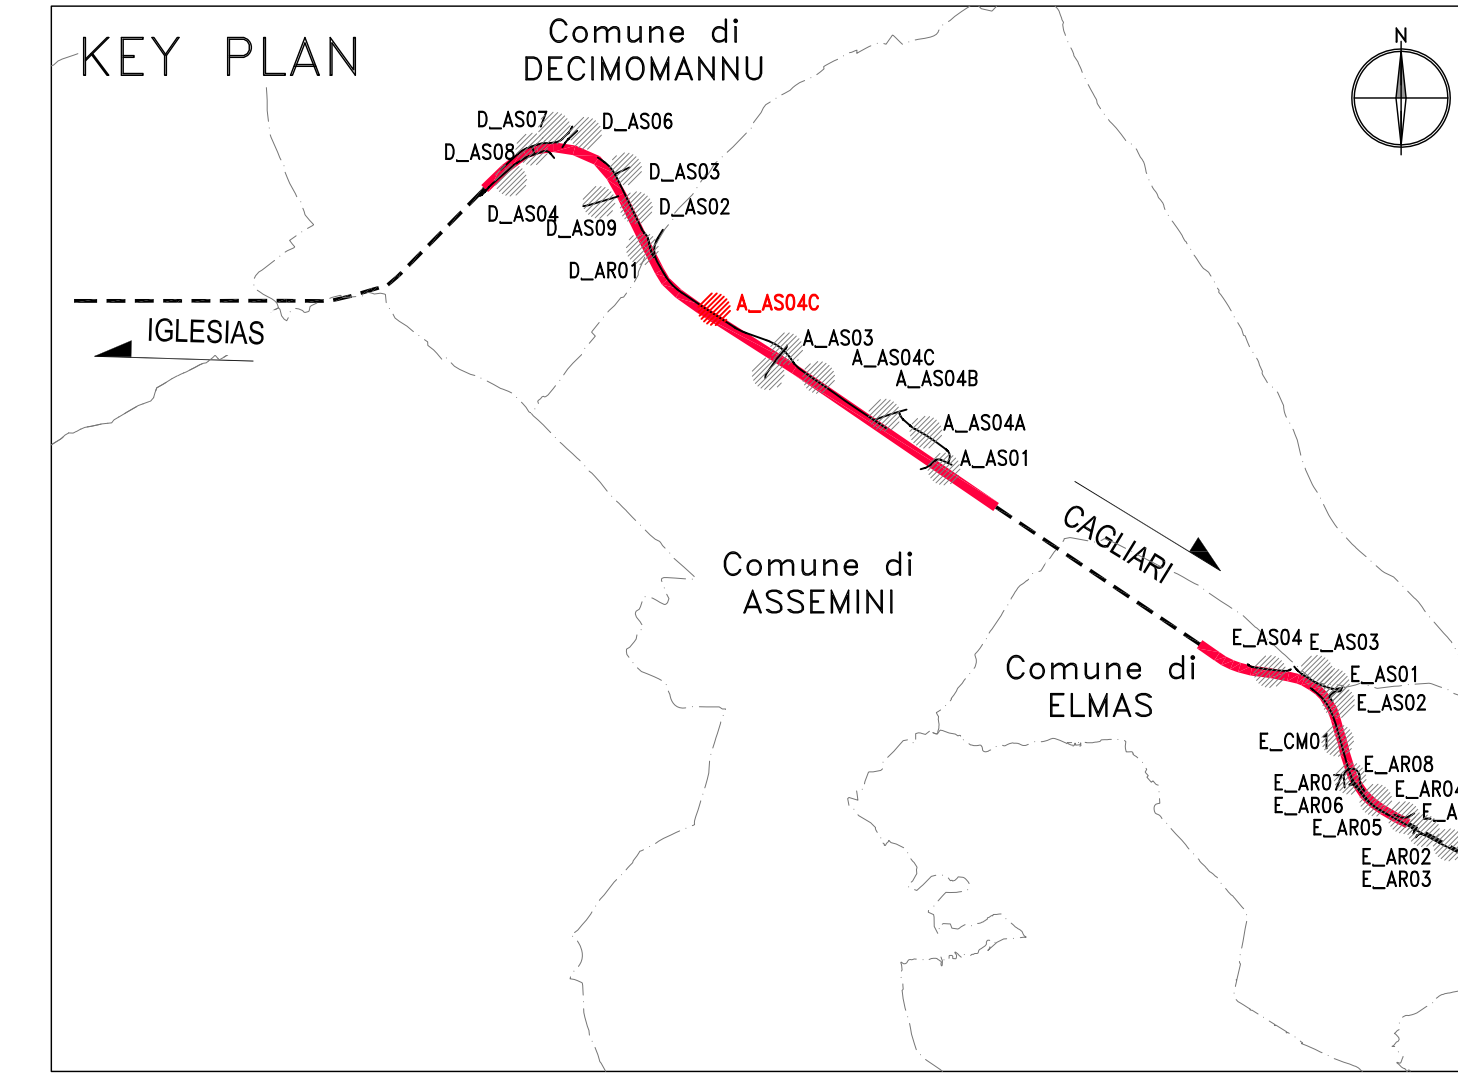 KEY PLAN
Comune di
DECIMOMANNU
N
D_AS07
D_AS06
D_AS08
D_AS03
D_AS04
D_AS02
D_AS09
D_AR01
A_AS04C
IGLESIAS
A_AS03
A_AS04C
A_AS04B
A_AS04A
A_AS01
CAGLIARI
Comune di
ASSEMINI
E_AS04
E_AS03
Comune di
ELMAS
E_AS01
E_AS02
E_CM01
E_AR08
E_AR07
E_AR04
E_AR06
E_A
E_AR05
E_AR02
E_AR03